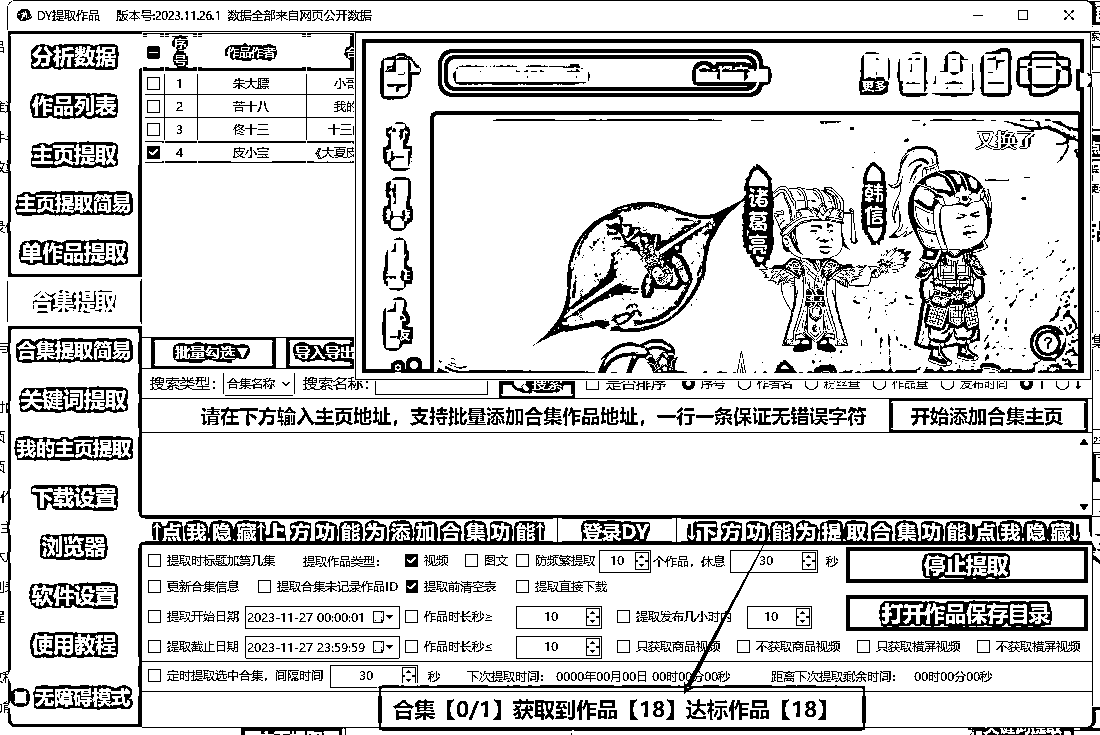 DY提取作品 版本号:2023.11.26.1 数据全部来自网页公开数据
分析数据
作品列表
主页提取
主页提取简易
单作品提取
合集提取
合集提取简易
关键词提取
我的主页提取
下载设置
浏览器
软件设置
使用教程
无障碍模式
序号 作品作者
1 朱大膘 小哥
2 苦十八 我的
3 佟十三 十三
4 皮小宝 《大夏皮
更多
又换了
诸葛亮
韩信
批量勾选▼ 导入导出
搜索类型: 合集名称 搜索名称: 搜索 是否排序 序号 作者名 粉丝量 作品量 发布时间 ↑ ↓
请在下方输入主页地址，支持批量添加合集作品地址，一行一条保证无错误字符 开始添加合集主页
↑点我隐藏↑上方功能为添加合集功能↑ 登录DY ↓下方功能为提取合集功能↓点我隐藏↓
提取时标题加第几集 提取作品类型: 视频 图文 防频繁提取 10 个作品，休息 30 秒 停止提取
更新合集信息 提取合集未记录作品ID 提取前清空表 提取直接下载
提取开始日期 2023-11-27 00:00:01 作品时长秒≥ 10 提取发布几小时内 10 打开作品保存目录
提取截止日期 2023-11-27 23:59:59 作品时长秒≤ 10 只获取商品视频 不获取商品视频 只获取横屏视频 不获取横屏视频
定时提取选中合集，间隔时间 30 秒 下次提取时间: 0000年00月00日 00时00分00秒 距离下次提取剩余时间: 00时00分00秒
合集【0/1】获取到作品【18】达标作品【18】